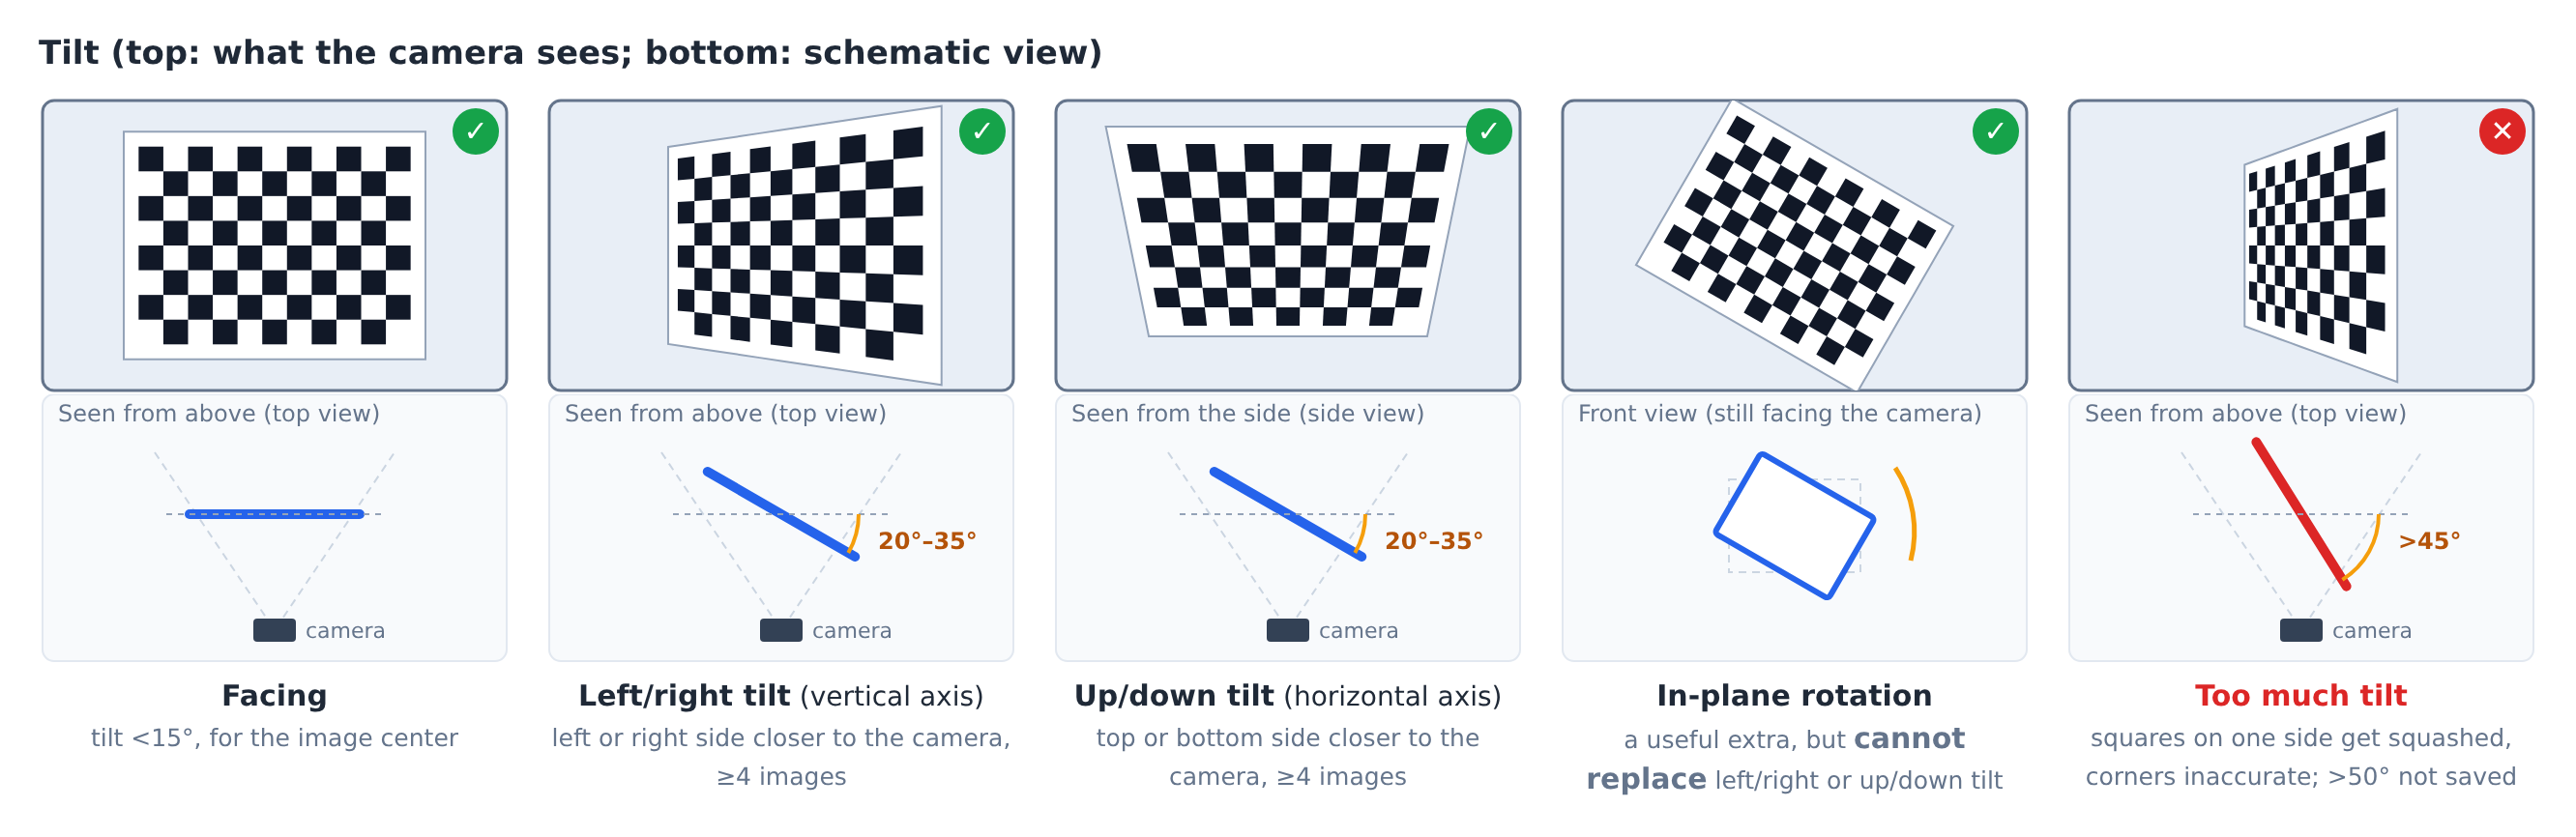 Tilt (top: what the camera sees; bottom: schematic view)
✓
✓
✓
✓
✕
Seen from above (top view)
camera
Seen from above (top view)
20°–35°
camera
Seen from the side (side view)
20°–35°
camera
Front view (still facing the camera)
Seen from above (top view)
>45°
camera
Facing
tilt <15°, for the image center
Left/right tilt (vertical axis)
left or right side closer to the camera,
≥4 images
Up/down tilt (horizontal axis)
top or bottom side closer to the
camera, ≥4 images
In-plane rotation
a useful extra, but cannot
replace left/right or up/down tilt
Too much tilt
squares on one side get squashed,
corners inaccurate; >50° not saved